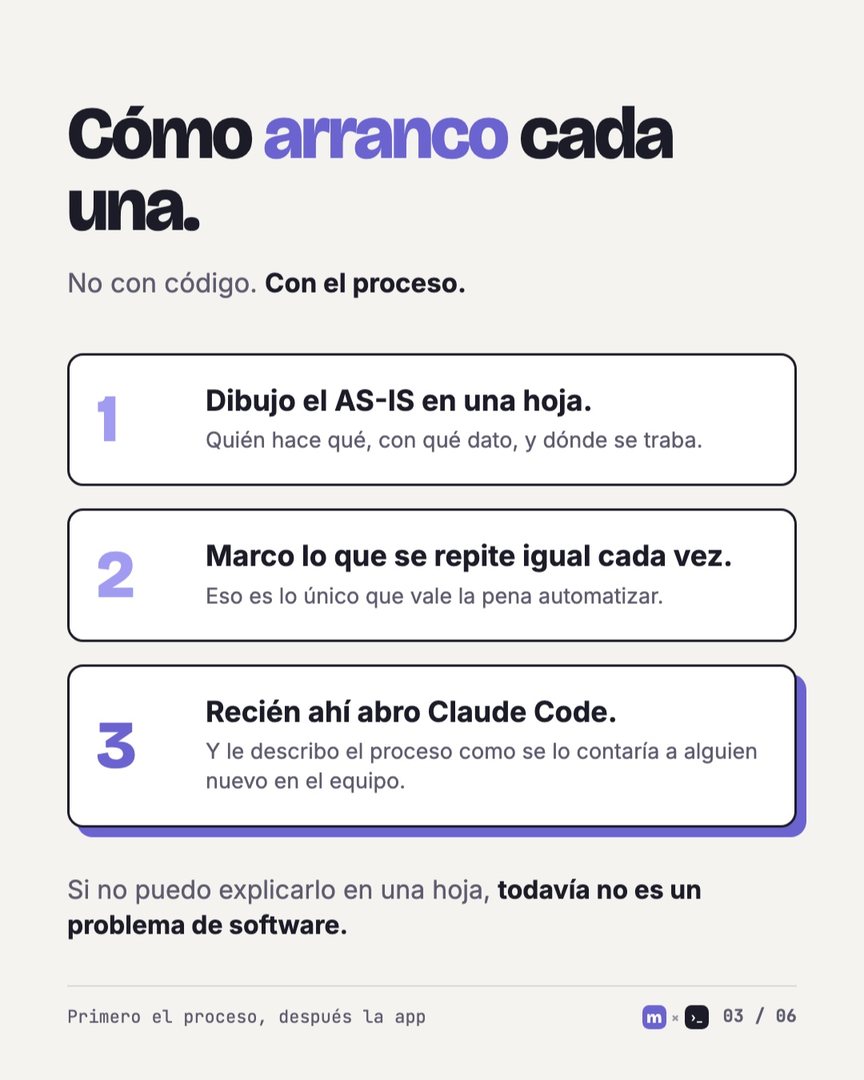 Cómo arranco cada
una.
No con código. Con el proceso.
1
Dibujo el AS-IS en una hoja.
Quién hace qué, con qué dato, y dónde se traba.
2
Marco lo que se repite igual cada vez.
Eso es lo único que vale la pena automatizar.
3
Recién ahí abro Claude Code.
Y le describo el proceso como se lo contaría a alguien
nuevo en el equipo.
Si no puedo explicarlo en una hoja, todavía no es un
problema de software.
Primero el proceso, después la app
m × >_ 03 / 06